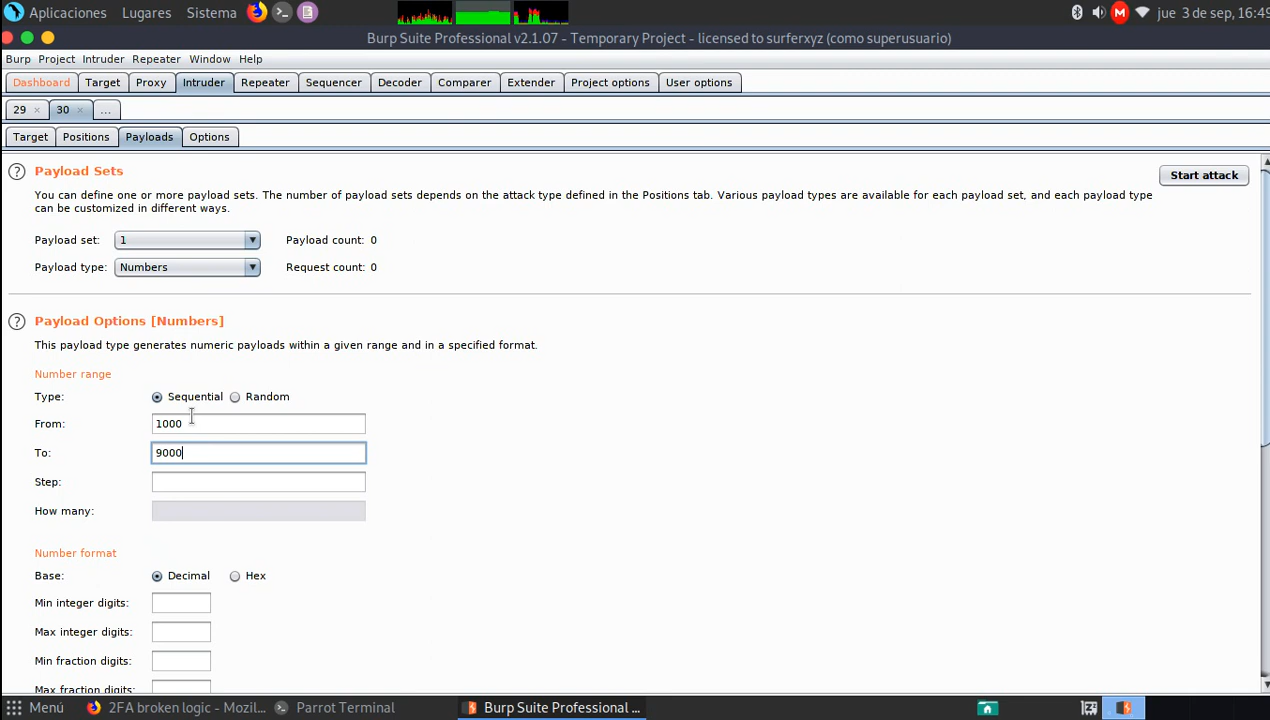 Aplicaciones Lugares Sistema M jue 3 de sep, 16:49
Burp Suite Professional v2.1.07 - Temporary Project - licensed to surferxyz (como superusuario)
Burp Project Intruder Repeater Window Help
Dashboard Target Proxy Intruder Repeater Sequencer Decoder Comparer Extender Project options User options
29 × 30 × ...
Target Positions Payloads Options
? Payload Sets Start attack
You can define one or more payload sets. The number of payload sets depends on the attack type defined in the Positions tab. Various payload types are available for each payload set, and each payload type
can be customized in different ways.
Payload set: 1 Payload count: 0
Payload type: Numbers Request count: 0
? Payload Options [Numbers]
This payload type generates numeric payloads within a given range and in a specified format.
Number range
Type: Sequential Random
From: 1000
To: 9000
Step:
How many:
Number format
Base: Decimal Hex
Min integer digits:
Max integer digits:
Min fraction digits:
Max fraction digits:
Menú 2FA broken logic - Mozil... Parrot Terminal Burp Suite Professional ...